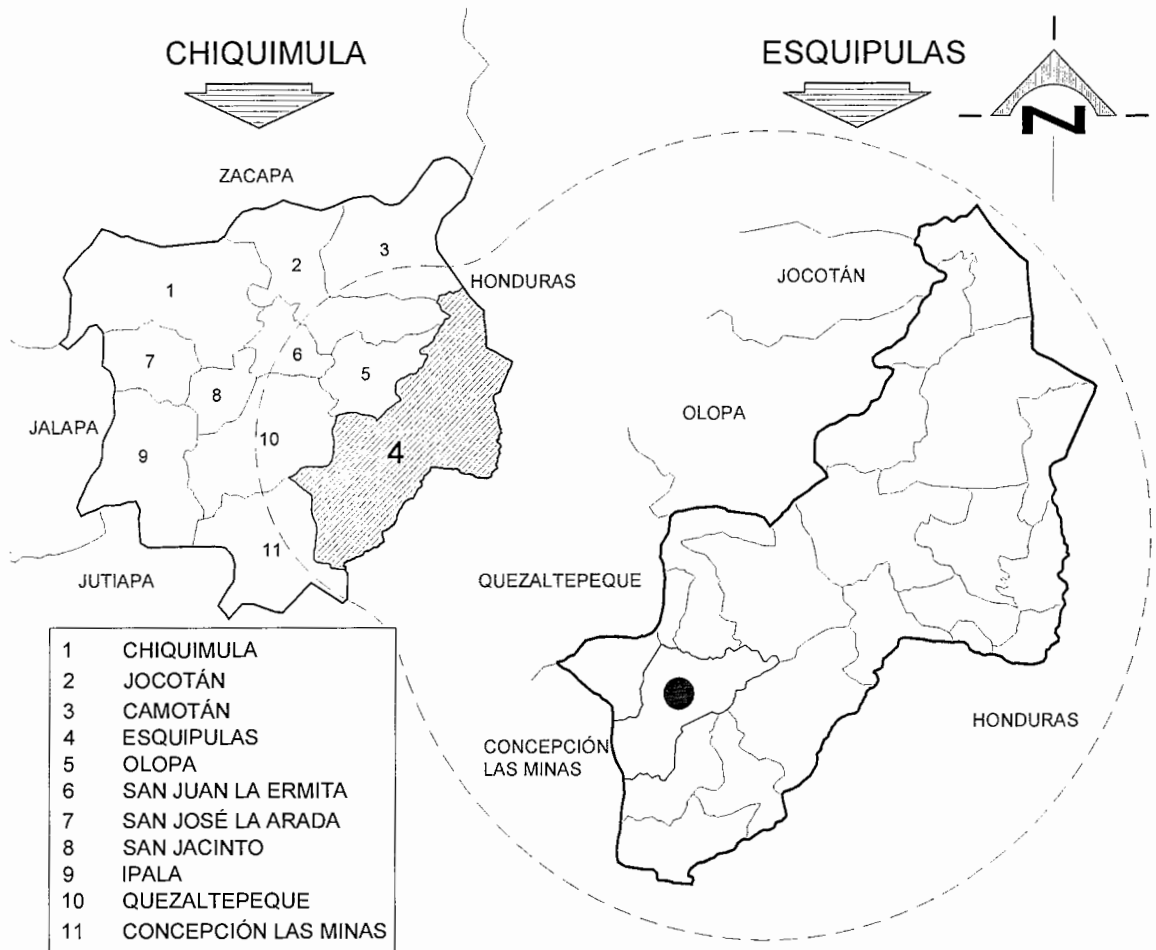 CHIQUIMULA
ESQUIPULAS
N
ZACAPA
HONDURAS
JALAPA
JUTIAPA
1
2
3
4
5
6
7
8
9
10
11
JOCOTÁN
OLOPA
QUEZALTEPEQUE
CONCEPCIÓN
LAS MINAS
HONDURAS
1 CHIQUIMULA
2 JOCOTÁN
3 CAMOTÁN
4 ESQUIPULAS
5 OLOPA
6 SAN JUAN LA ERMITA
7 SAN JOSÉ LA ARADA
8 SAN JACINTO
9 IPALA
10 QUEZALTEPEQUE
11 CONCEPCIÓN LAS MINAS